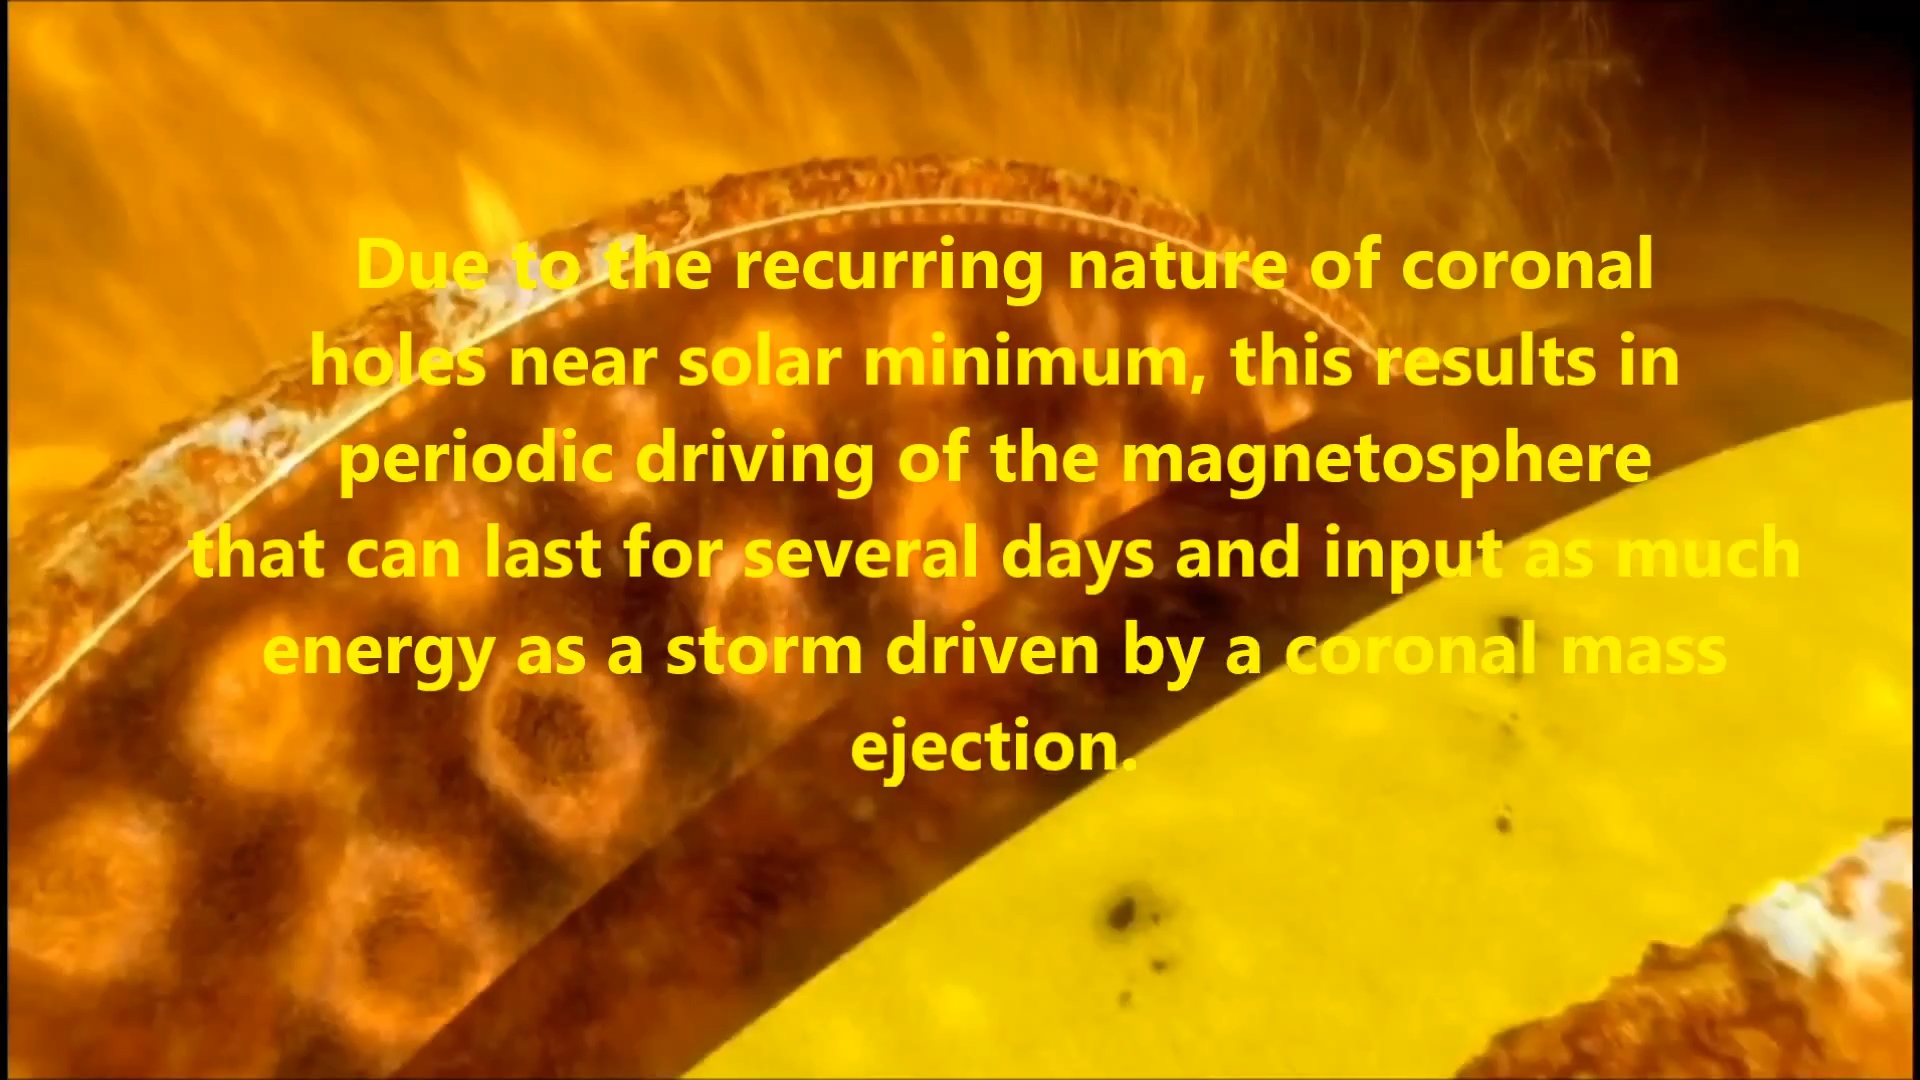 Due to the recurring nature of coronal
holes near solar minimum, this results in
periodic driving of the magnetosphere
that can last for several days and input as much
energy as a storm driven by a coronal mass
ejection.